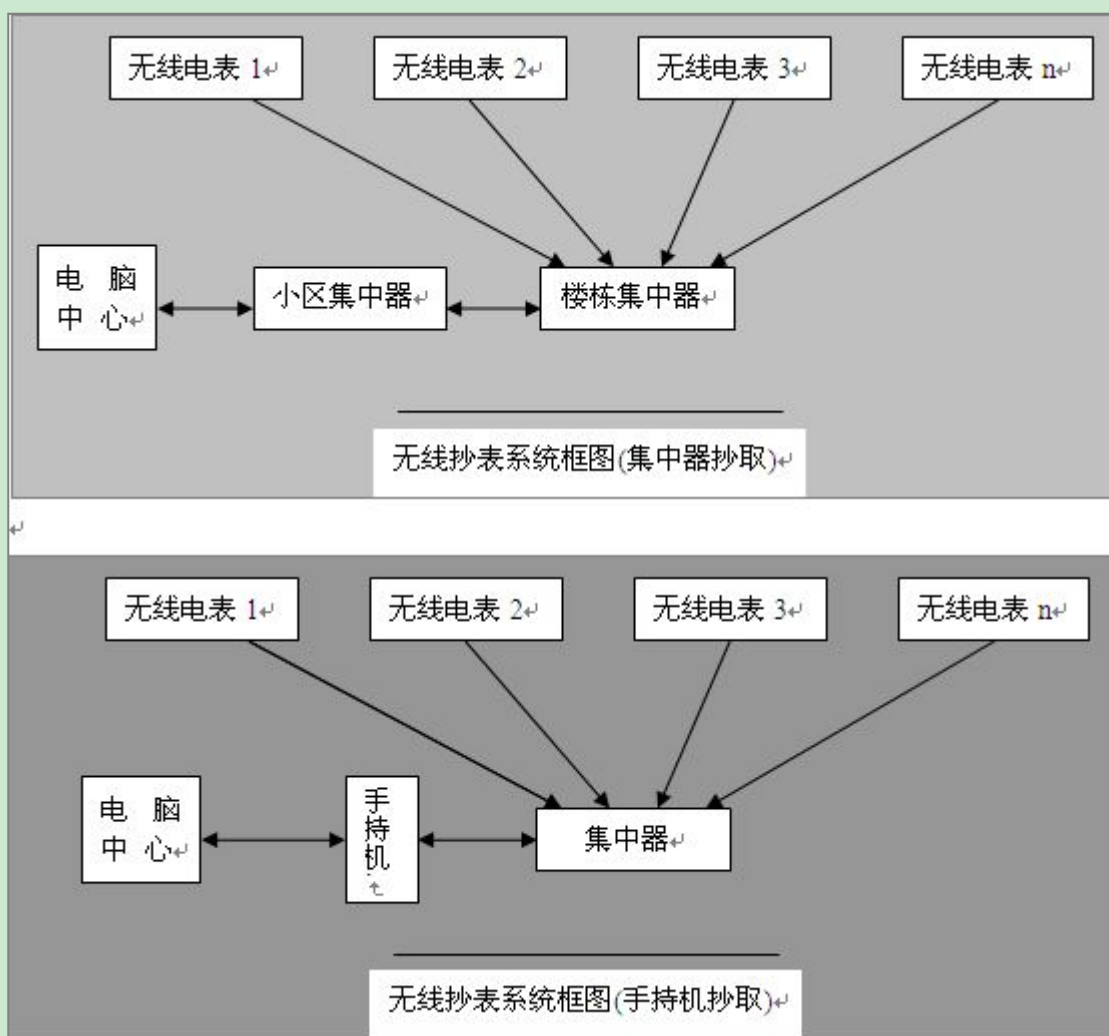 无线电表 1
无线电表 2
无线电表 3
无线电表 n
电 脑
中 心
小区集中器
楼栋集中器
无线抄表系统框图(集中器抄取)
无线电表 1
无线电表 2
无线电表 3
无线电表 n
电 脑
中 心
手
持
机
集中器
无线抄表系统框图(手持机抄取)